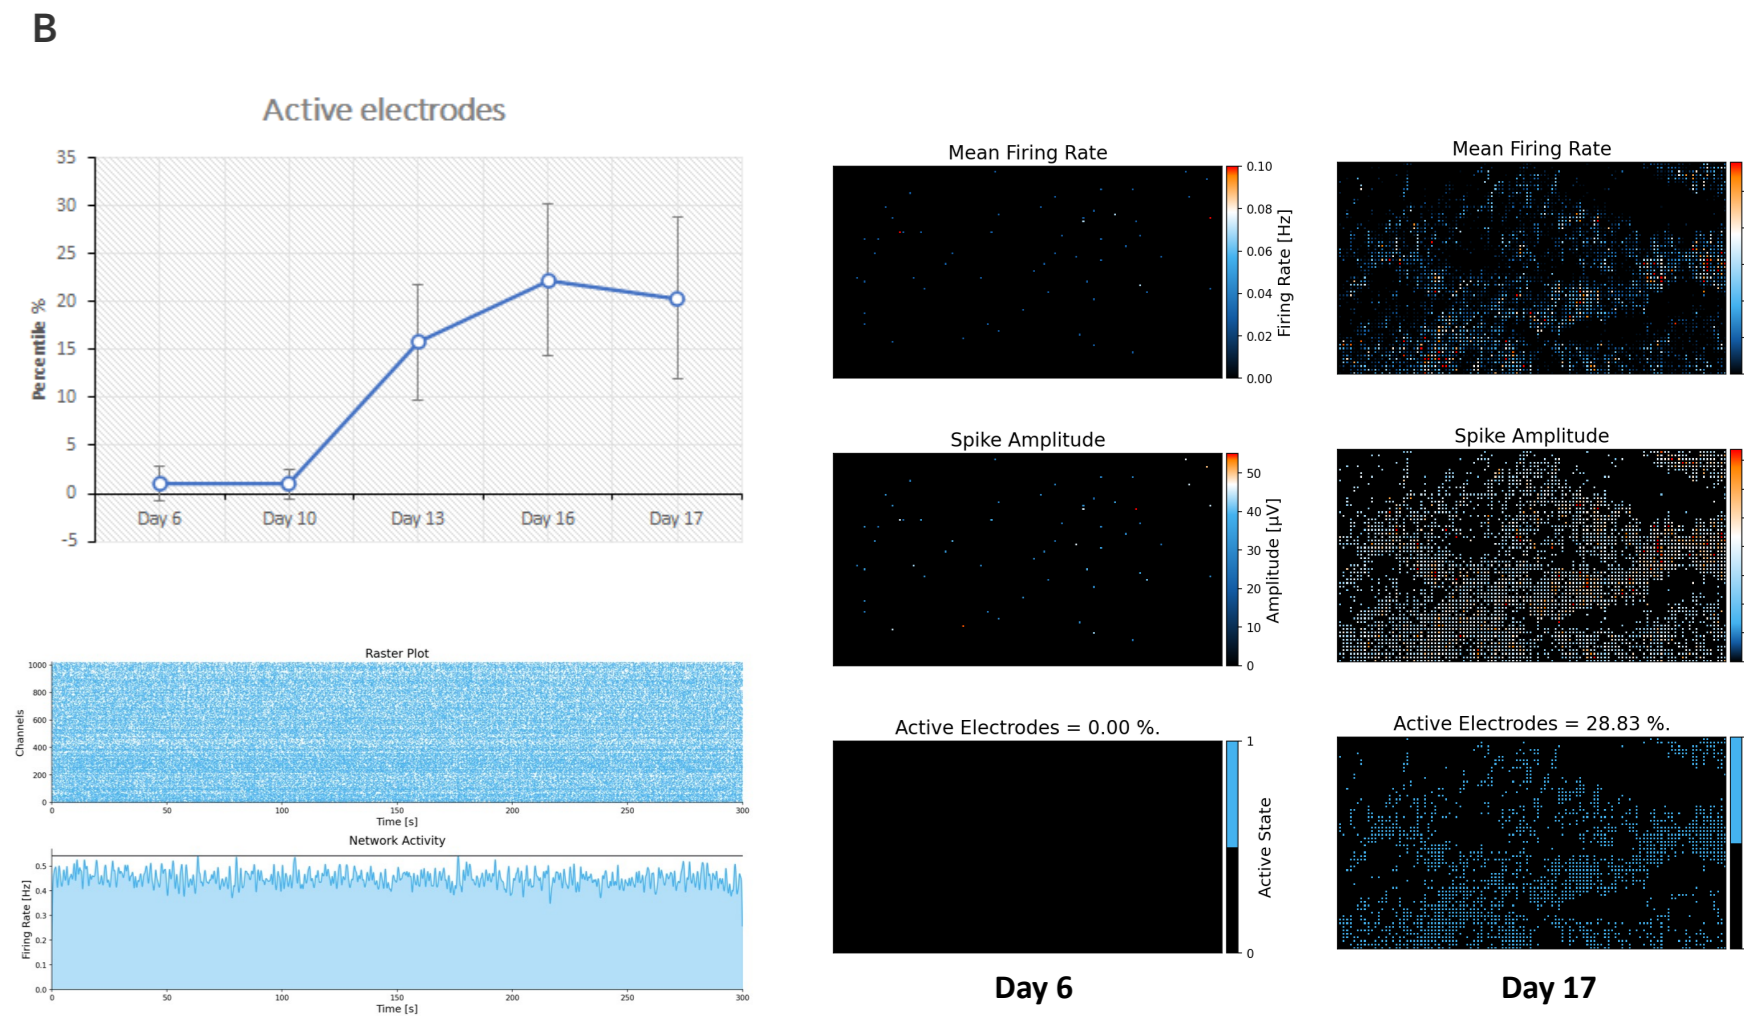 B
Active electrodes
Percentile %
35
30
25
20
15
10
5
0
-5
Day 6 Day 10 Day 13 Day 16 Day 17
Raster Plot
Channels
1000
800
600
400
200
0
0 50 100 150 200 250 300
Time [s]
Network Activity
Firing Rate [Hz]
0.5
0.4
0.3
0.2
0.1
0.0
0 50 100 150 200 250 300
Time [s]
Mean Firing Rate
0.10
0.08
0.06
0.04
0.02
0.00
Firing Rate [Hz]
Spike Amplitude
50
40
30
20
10
0
Amplitude [µV]
Active Electrodes = 0.00 %.
1
0
Active State
Day 6
Mean Firing Rate
Spike Amplitude
Active Electrodes = 28.83 %.
Day 17